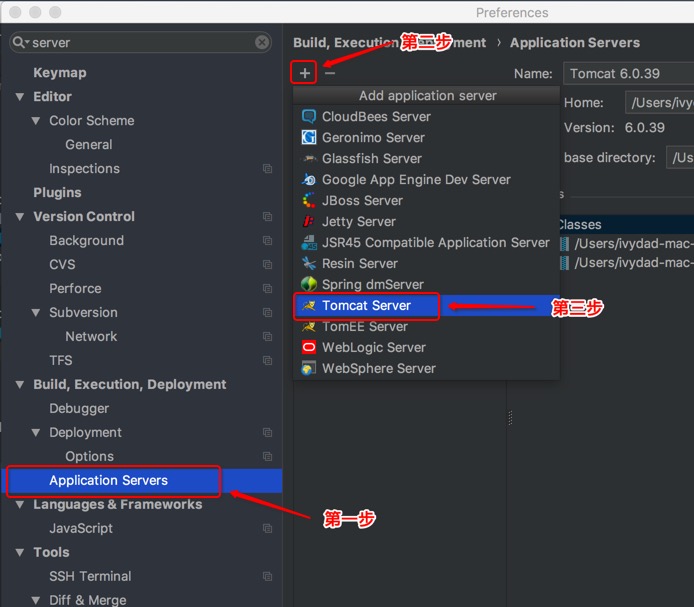 Preferences
server
Keymap
Editor
Color Scheme
General
Inspections
Plugins
Version Control
Background
CVS
Perforce
Subversion
Network
TFS
Build, Execution, Deployment
Debugger
Deployment
Options
Application Servers
Languages & Frameworks
JavaScript
Tools
SSH Terminal
Diff & Merge
第一步
Build, Execution, Deployment › Application Servers
第二步
+ −
Add application server
CloudBees Server
Geronimo Server
Glassfish Server
Google App Engine Dev Server
JBoss Server
Jetty Server
JSR45 Compatible Application Server
Resin Server
Spring dmServer
Tomcat Server
第三步
TomEE Server
WebLogic Server
WebSphere Server
Name: Tomcat 6.0.39
Home: /Users/ivy
Version: 6.0.39
base directory: /Us
Classes
/Users/ivydad-mac-
/Users/ivydad-mac-